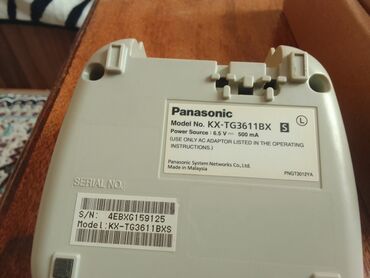 Panasonic
Model No. KX-TG3611BX S L
Power Source : 6.5 V ⎓ 500 mA
(USE ONLY AC ADAPTOR LISTED IN THE OPERATING
INSTRUCTIONS.)
Panasonic System Networks Co., Ltd.
Made in Malaysia
PNGT3012YA
SERIAL NO.
S/N: 4EBXG159125
Model:KX-TG3611BXS